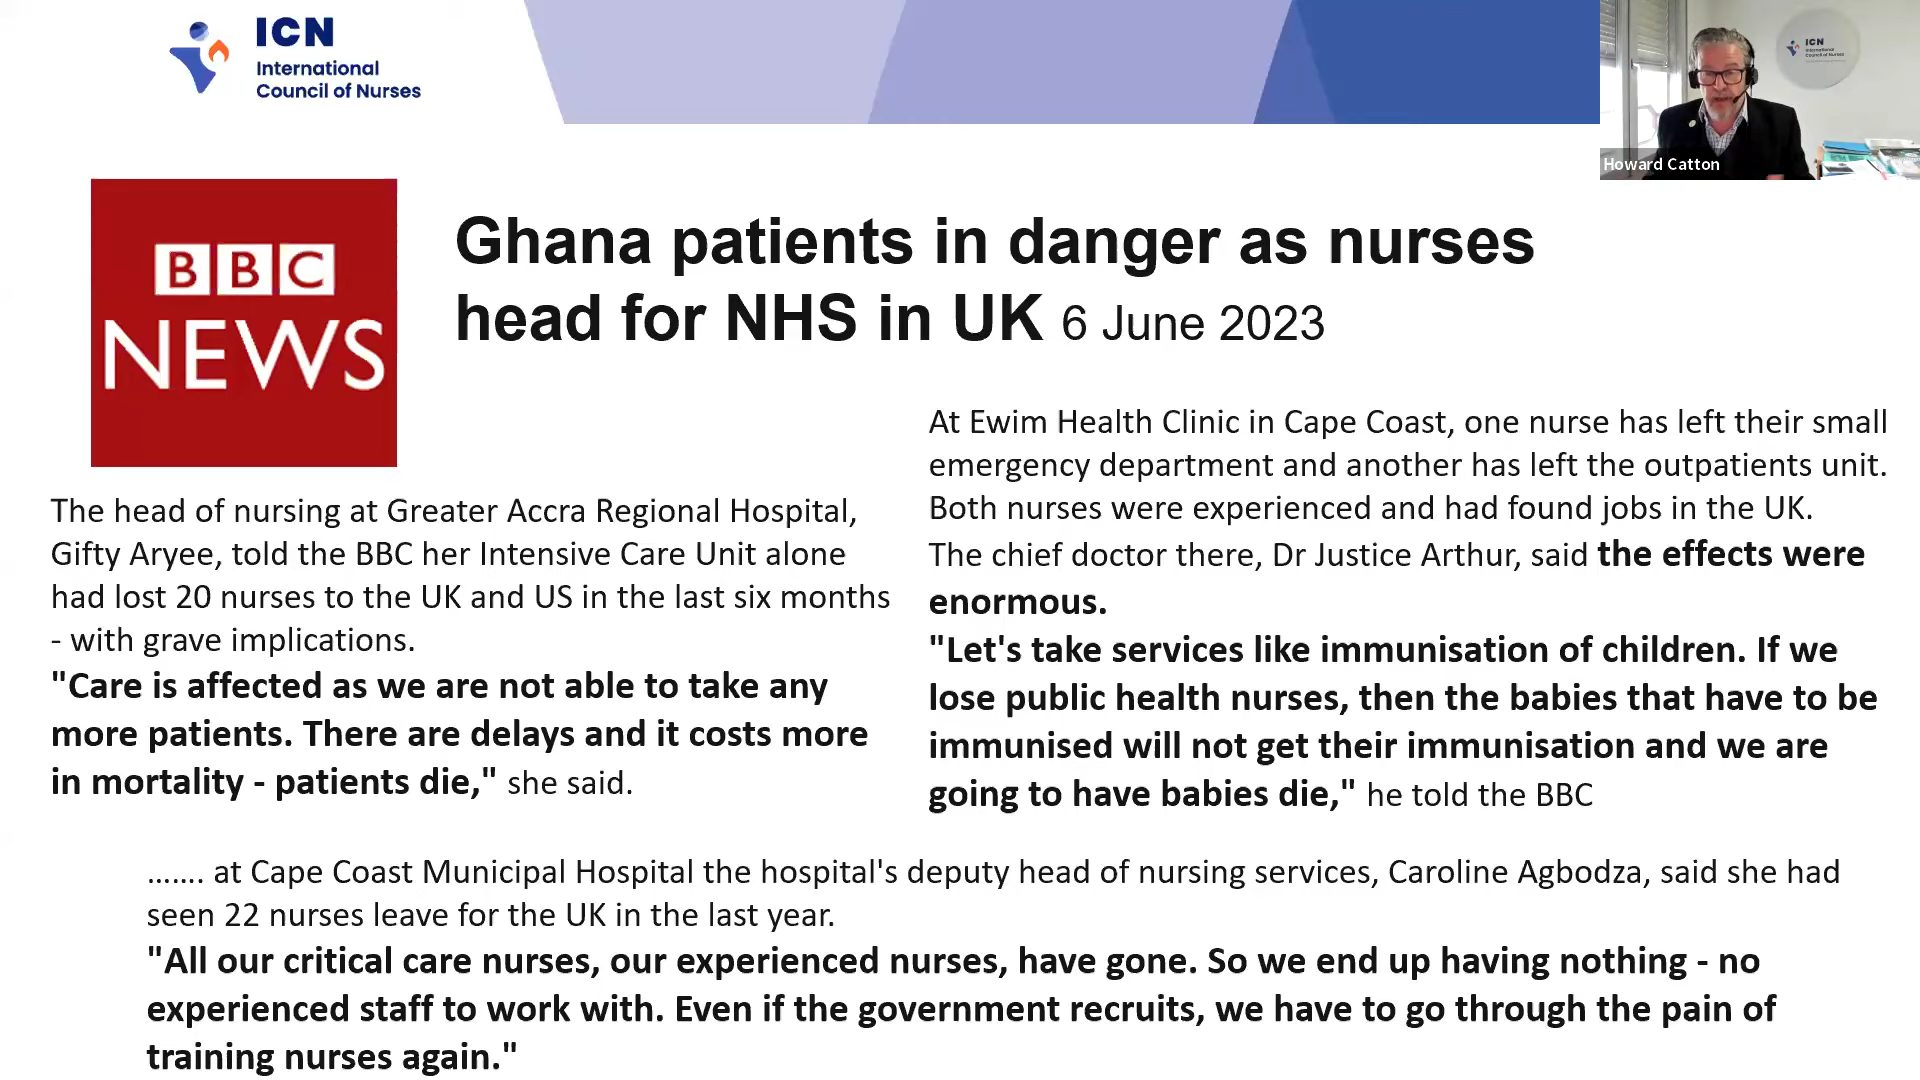 ICN
International
Council of Nurses
ICN
International
Council of Nurses
Howard Catton
BBC
NEWS
Ghana patients in danger as nurses
head for NHS in UK 6 June 2023
The head of nursing at Greater Accra Regional Hospital,
Gifty Aryee, told the BBC her Intensive Care Unit alone
had lost 20 nurses to the UK and US in the last six months
- with grave implications.
"Care is affected as we are not able to take any
more patients. There are delays and it costs more
in mortality - patients die," she said.
At Ewim Health Clinic in Cape Coast, one nurse has left their small
emergency department and another has left the outpatients unit.
Both nurses were experienced and had found jobs in the UK.
The chief doctor there, Dr Justice Arthur, said the effects were
enormous.
"Let's take services like immunisation of children. If we
lose public health nurses, then the babies that have to be
immunised will not get their immunisation and we are
going to have babies die," he told the BBC
....... at Cape Coast Municipal Hospital the hospital's deputy head of nursing services, Caroline Agbodza, said she had
seen 22 nurses leave for the UK in the last year.
"All our critical care nurses, our experienced nurses, have gone. So we end up having nothing - no
experienced staff to work with. Even if the government recruits, we have to go through the pain of
training nurses again."